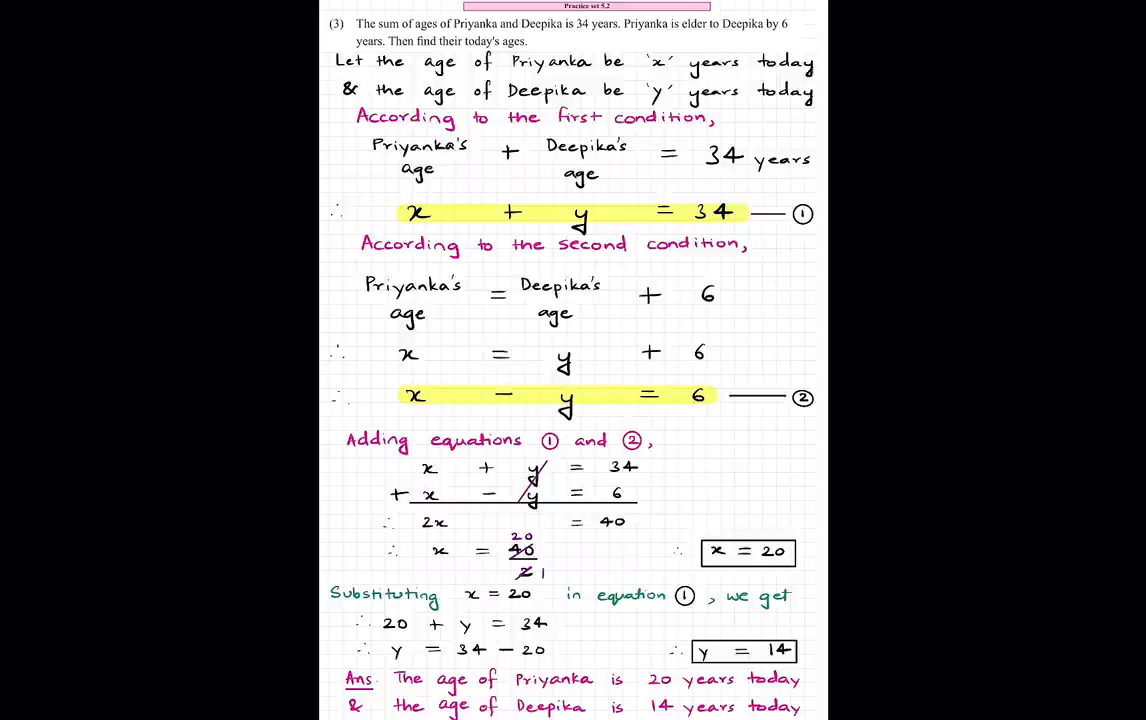 Practice set 5.2
(3) The sum of ages of Priyanka and Deepika is 34 years. Priyanka is elder to Deepika by 6
years. Then find their today's ages.
Let the age of Priyanka be 'x' years today
& the age of Deepika be 'y' years today
According to the first condition,
Priyanka's age + Deepika's age = 34 years
∴ x + y = 34 — ①
According to the second condition,
Priyanka's age = Deepika's age + 6
∴ x = y + 6
∴ x - y = 6 — ②
Adding equations ① and ②,
x + y = 34
+ x - y = 6
∴ 2x = 40
20
∴ x = 40 ∴ x = 20
2 1
Substituting x = 20 in equation ①, we get
∴ 20 + y = 34
∴ y = 34 - 20 ∴ y = 14
Ans. The age of Priyanka is 20 years today
& the age of Deepika is 14 years today